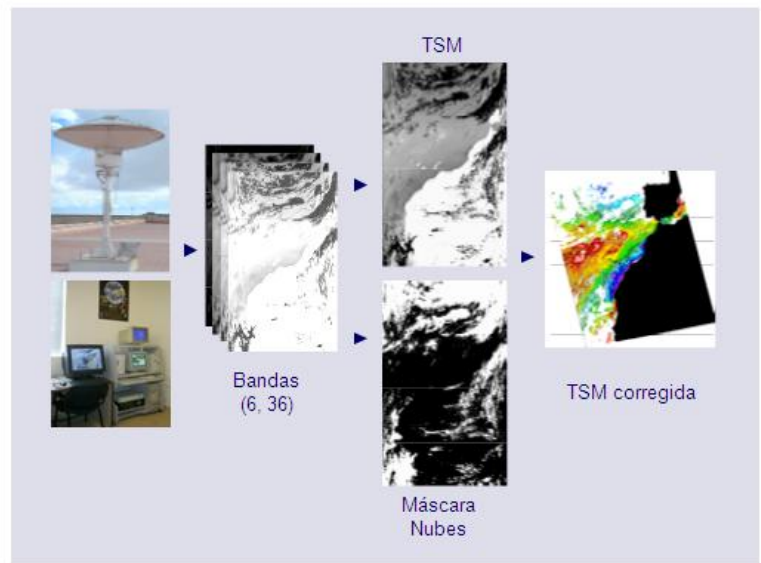 TSM
Bandas
(6, 36)
Máscara
Nubes
TSM corregida